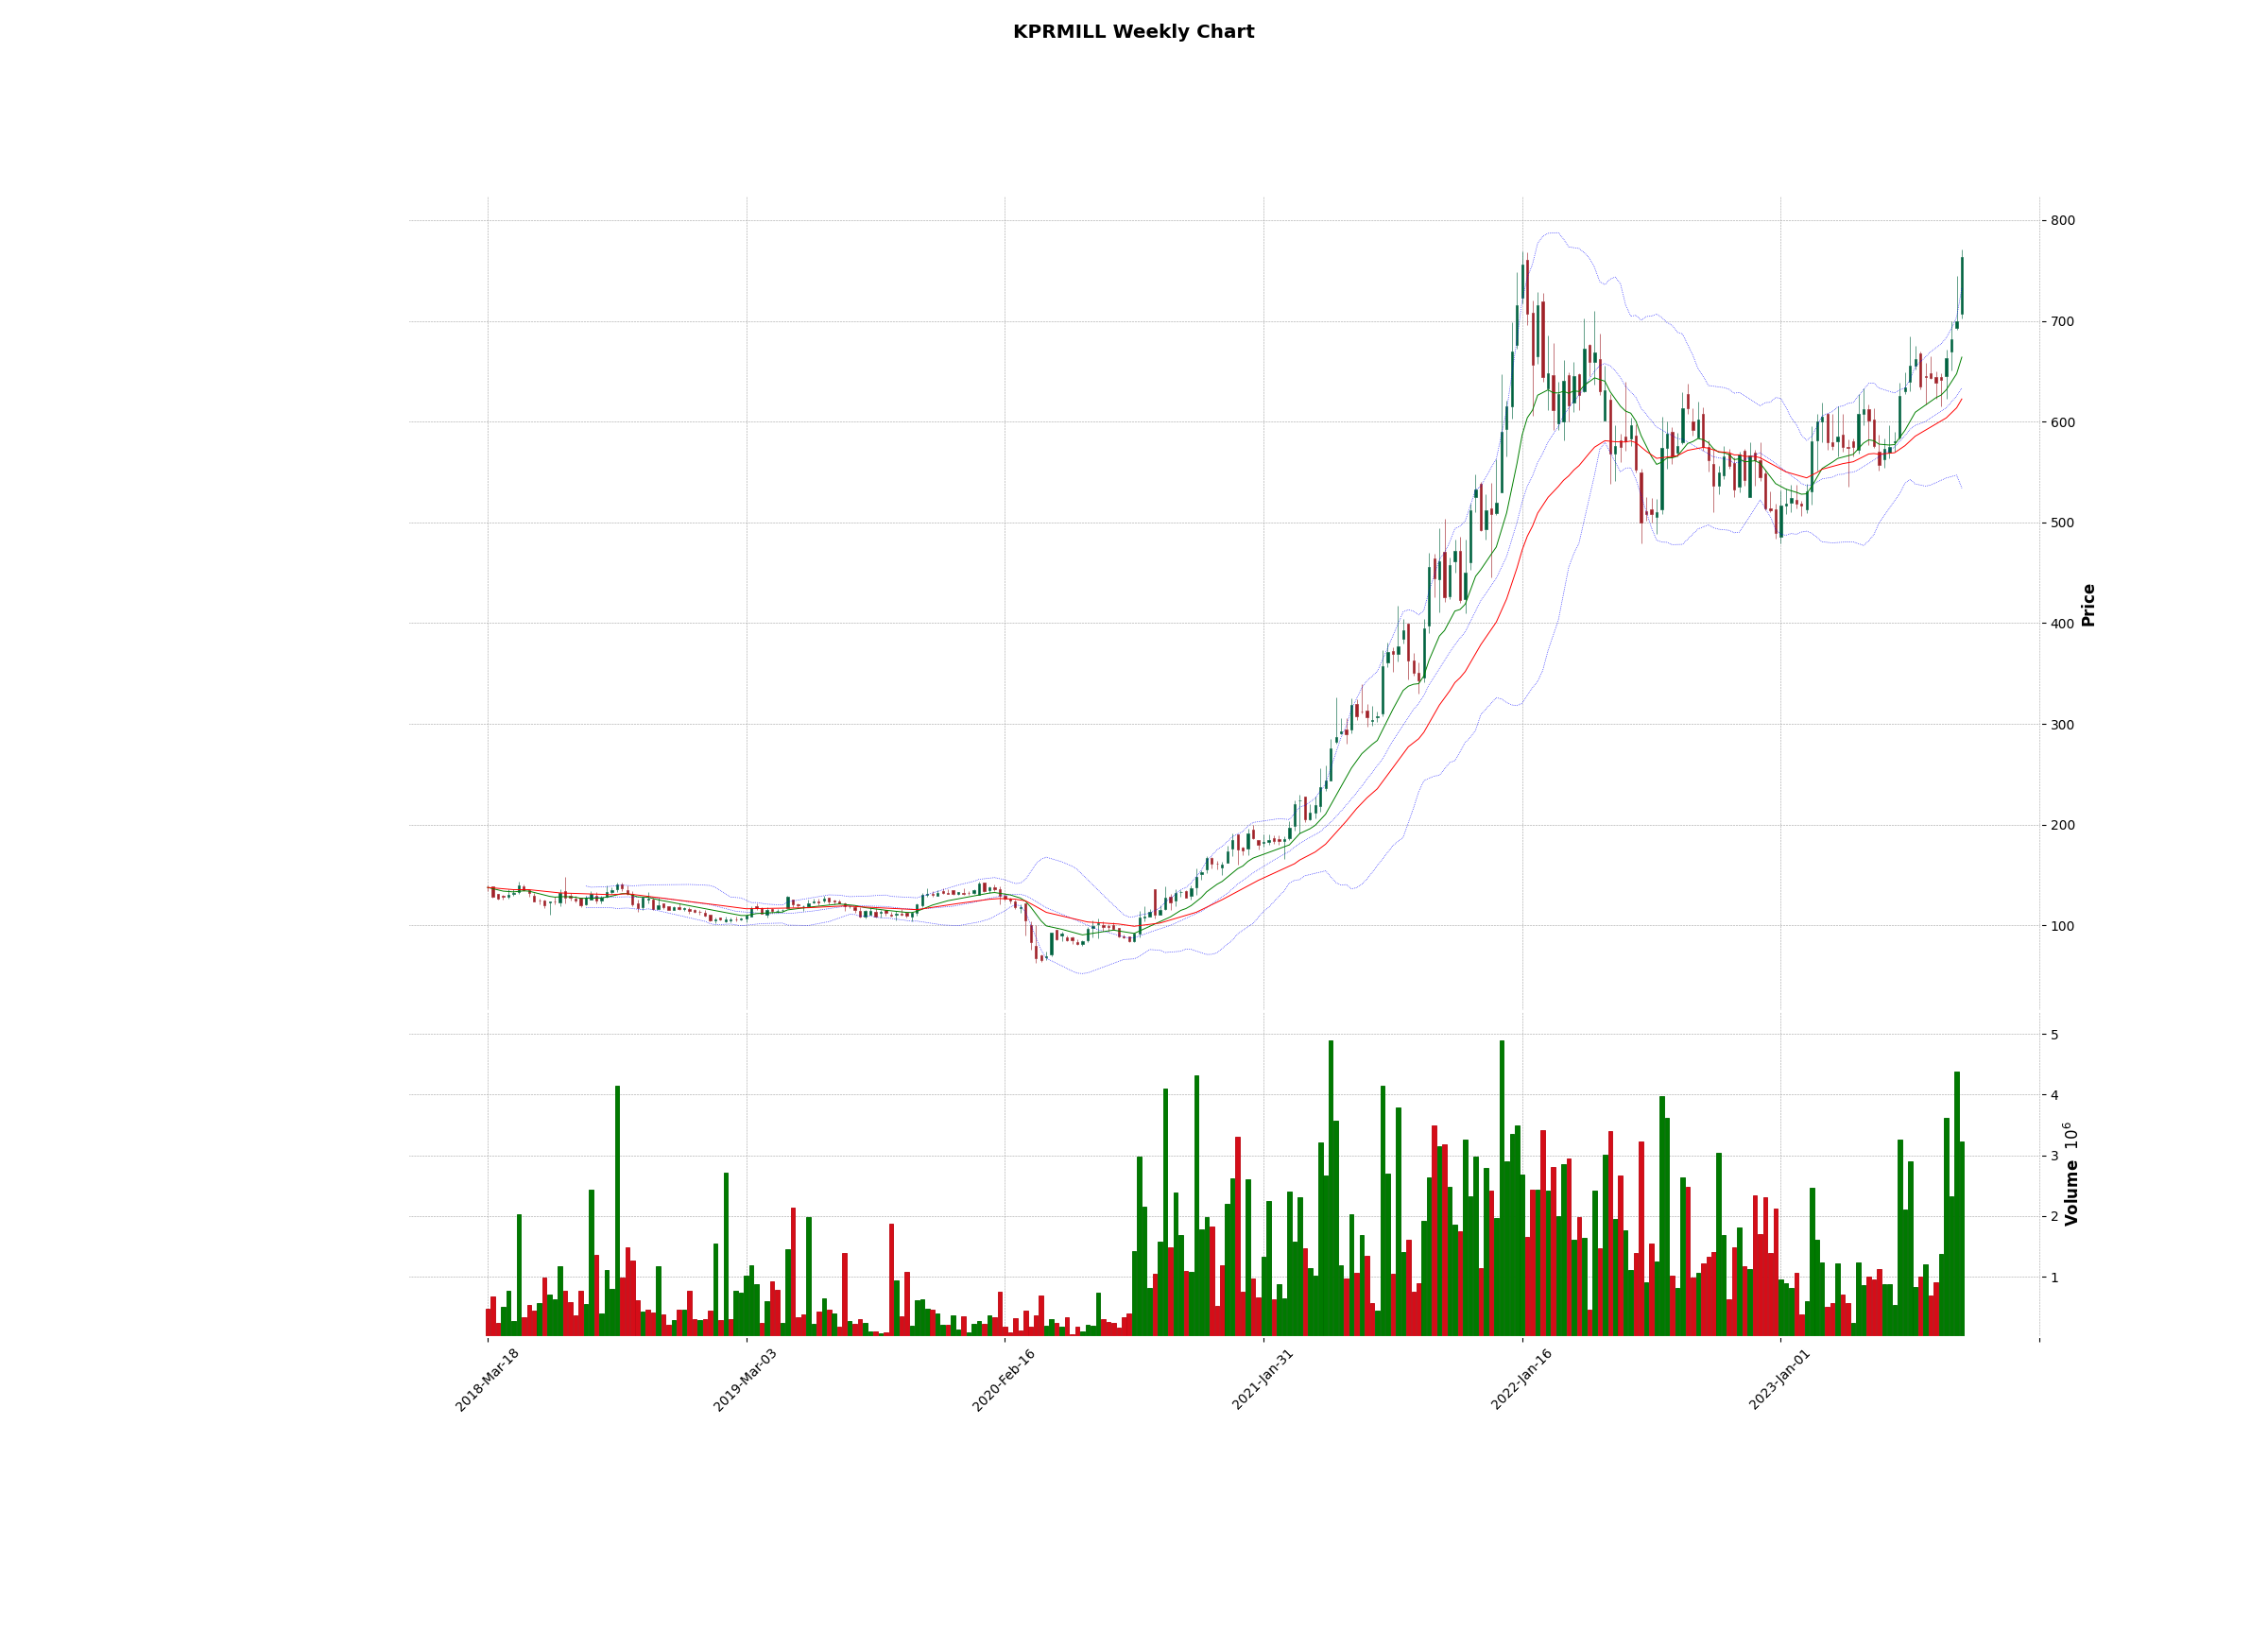 KPRMILL Weekly Chart
800
700
600
500
400
300
200
100
Price
5
4
3
2
1
Volume 10^6
2018-Mar-18
2019-Mar-03
2020-Feb-16
2021-Jan-31
2022-Jan-16
2023-Jan-01